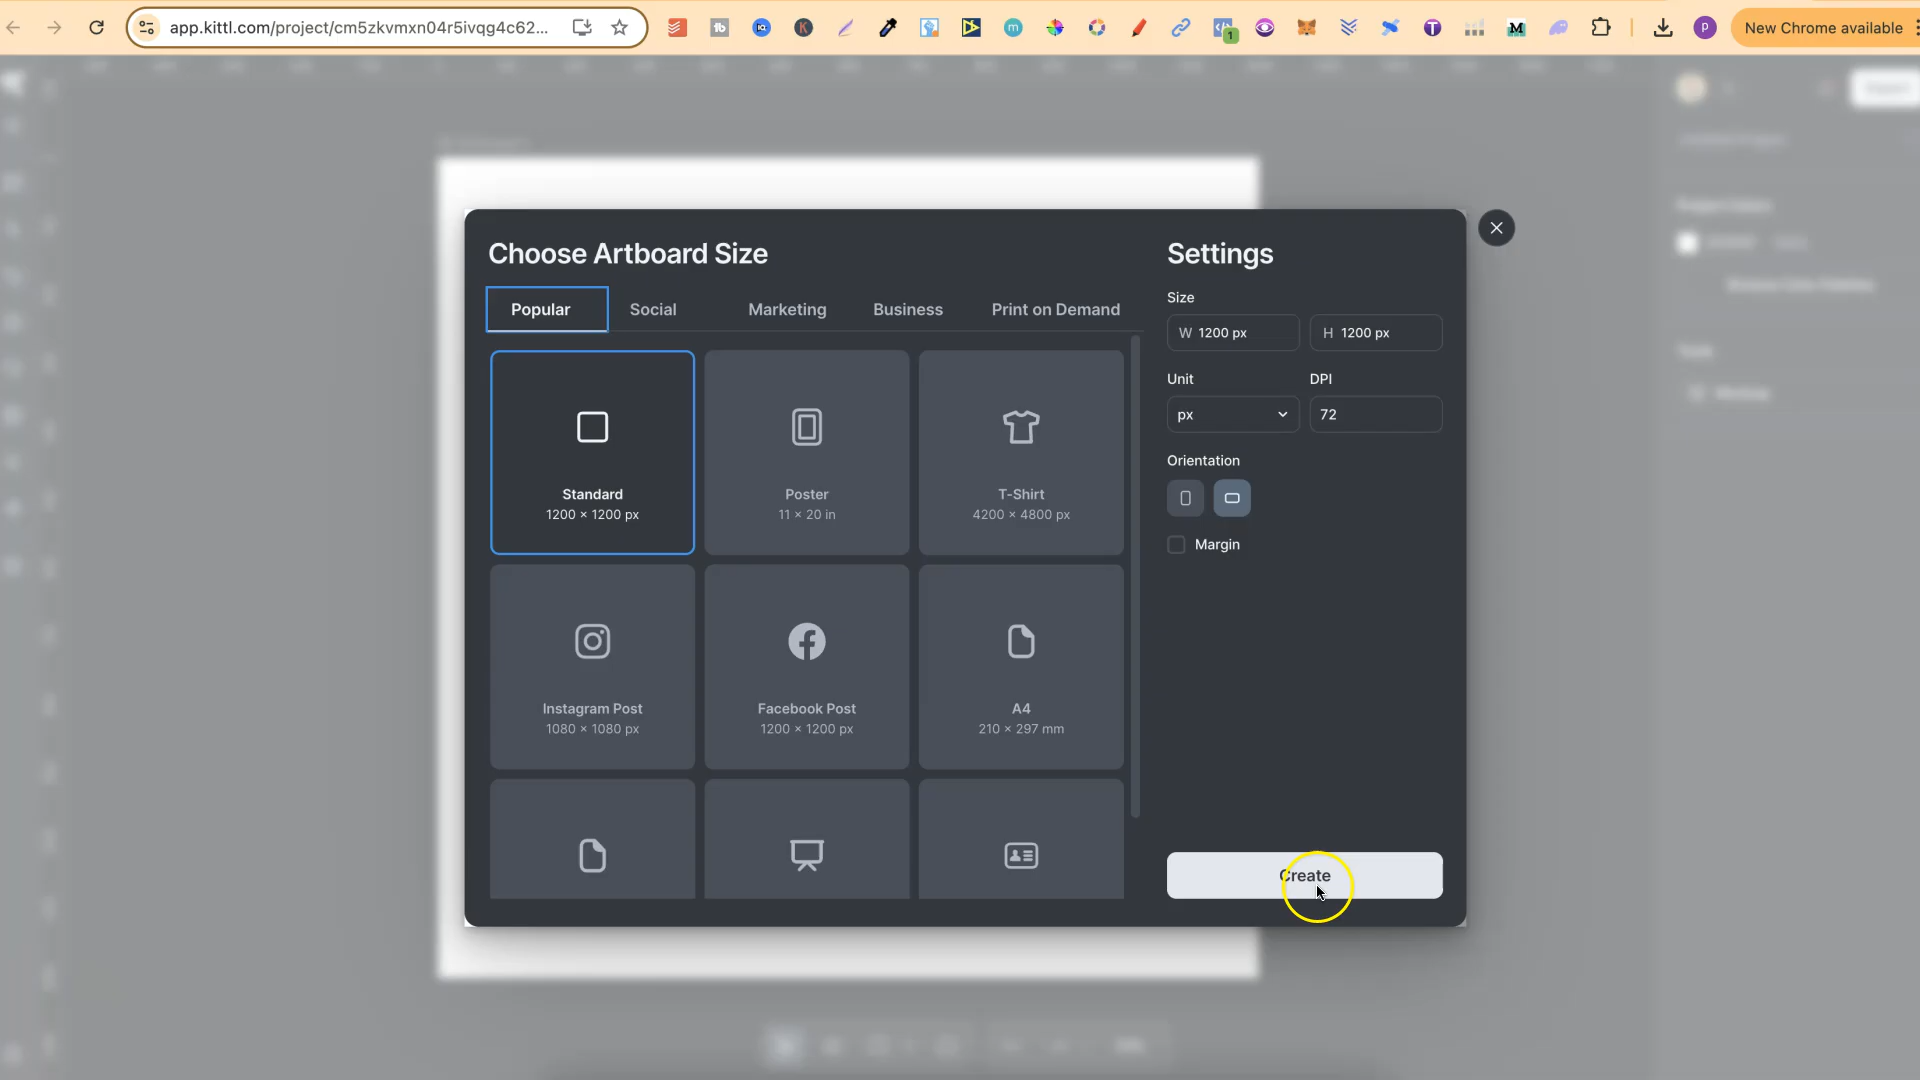 app.kittl.com/project/cm5zkvmxn04r5ivqg4c62...
1
P
New Chrome available
Choose Artboard Size
Settings
Popular
Social
Marketing
Business
Print on Demand
Size
W 1200 px
H 1200 px
Unit
DPI
px
72
Orientation
Margin
Standard
1200 × 1200 px
Poster
11 × 20 in
T-Shirt
4200 × 4800 px
Instagram Post
1080 × 1080 px
Facebook Post
1200 × 1200 px
A4
210 × 297 mm
Create